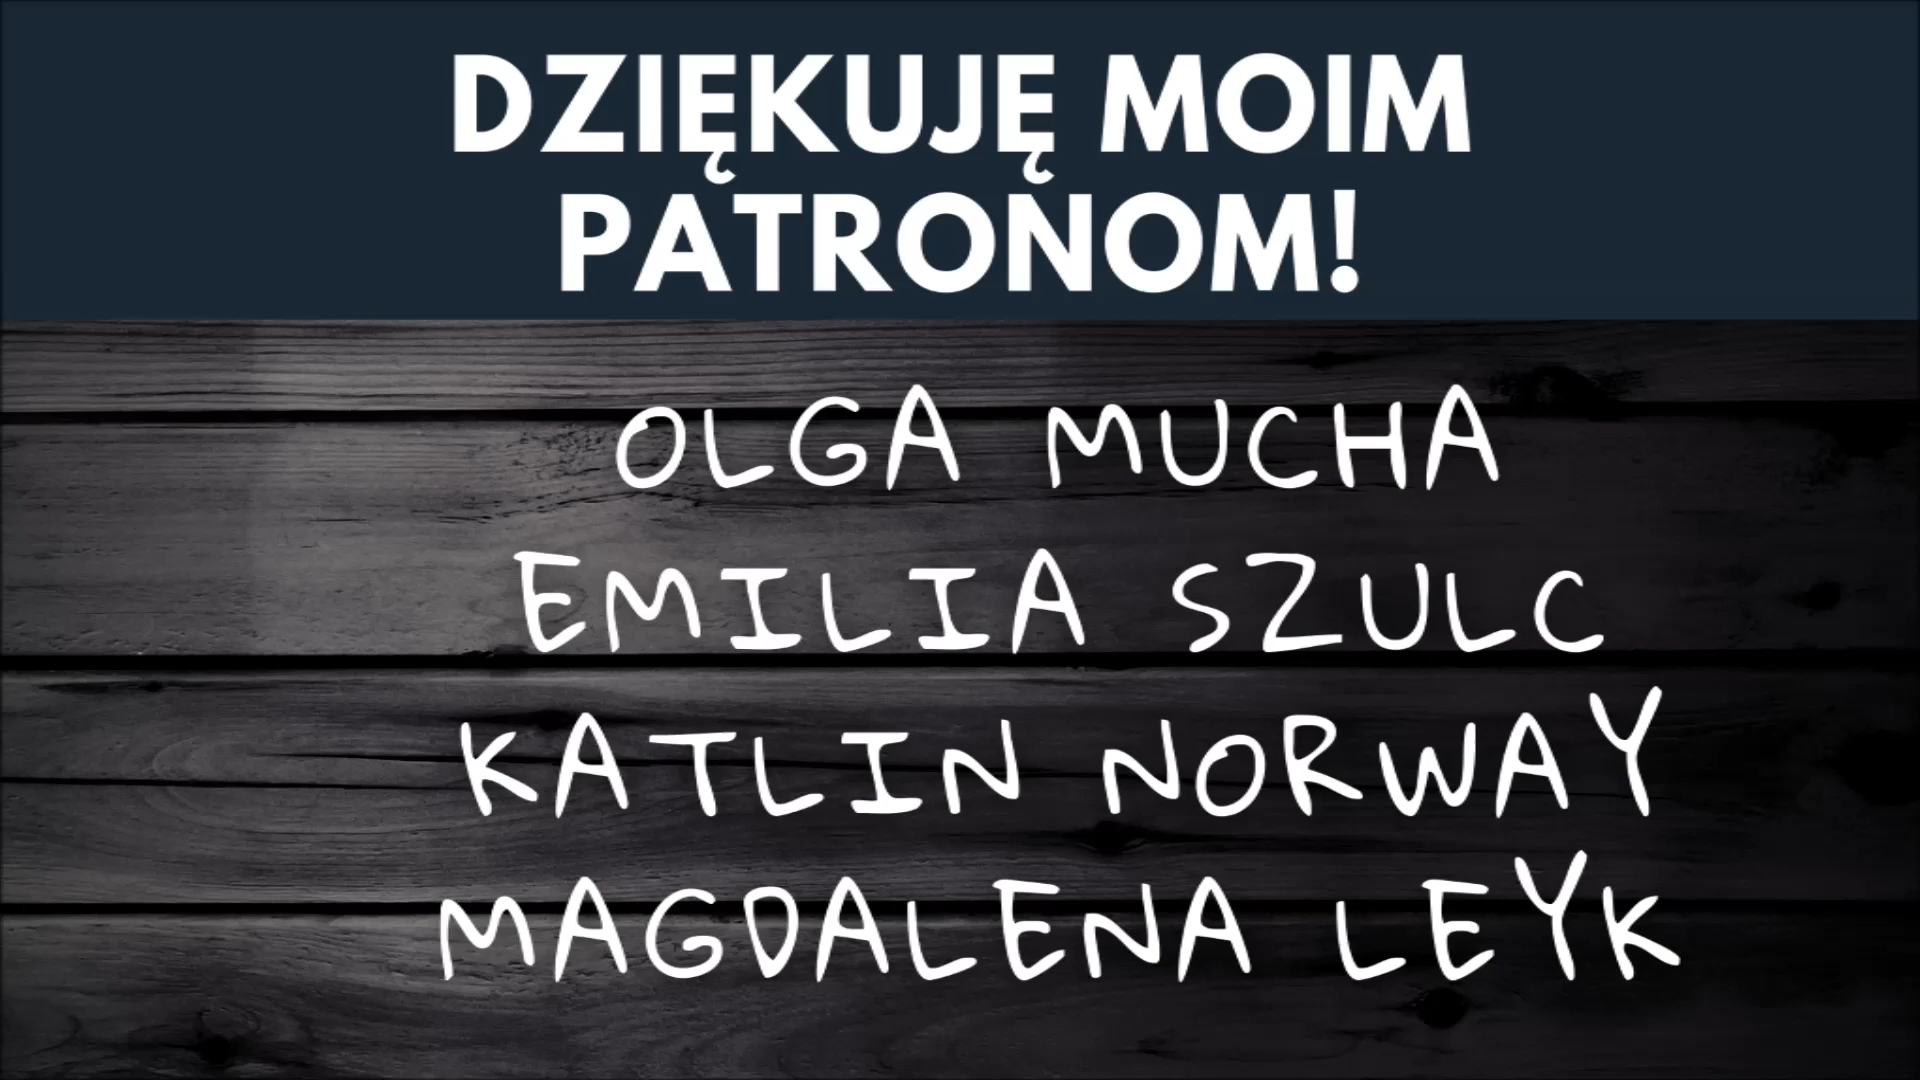 DZIĘKUJĘ MOIM
PATRONOM!
OLGA MUCHA
EMILIA SZULC
KATLIN NORWAY
MAGDALENA LEYK